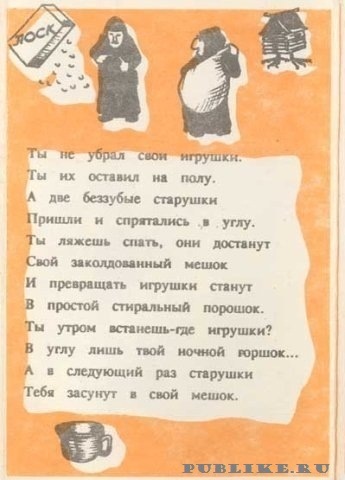 ЛОСК
Ты не убрал свои игрушки.
Ты их оставил на полу.
А две беззубые старушки
Пришли и спрятались в углу.
Ты ляжешь спать, они достанут
Свой заколдованный мешок
И превращать игрушки станут
В простой стиральный порошок.
Ты утром встанешь-где игрушки?
В углу лишь твой ночной горшок...
А в следующий раз старушки
Тебя засунут в свой мешок.
PUBLIKE.RU